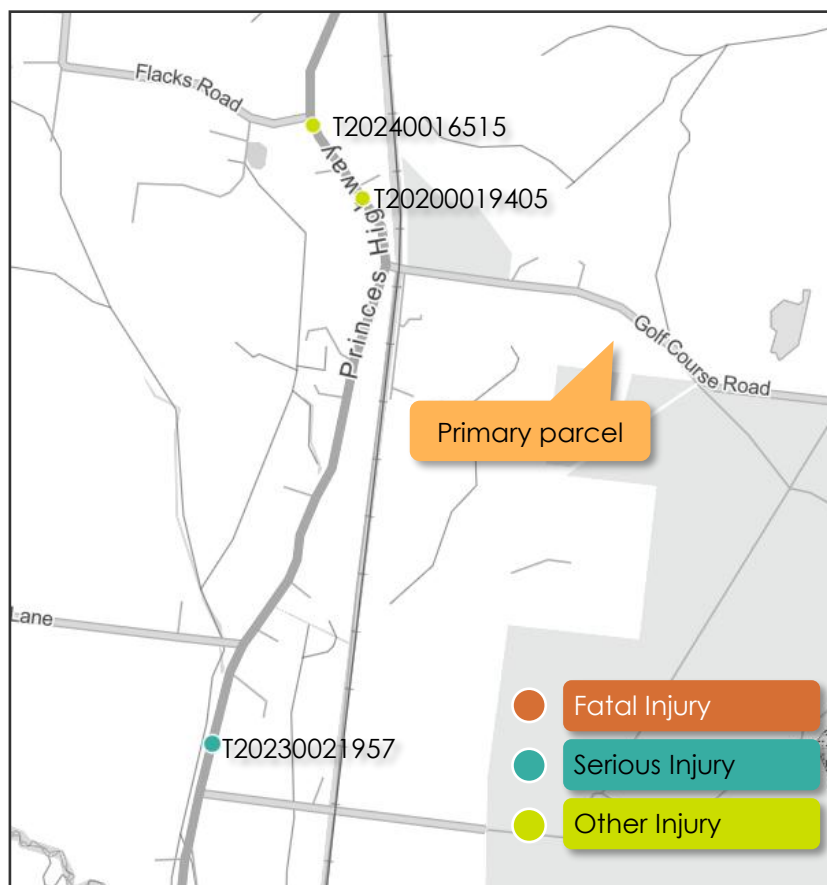 Flacks Road
T20240016515
T20200019405
Princes Highway
Golf Course Road
Primary parcel
Lane
T20230021957
Fatal Injury
Serious Injury
Other Injury